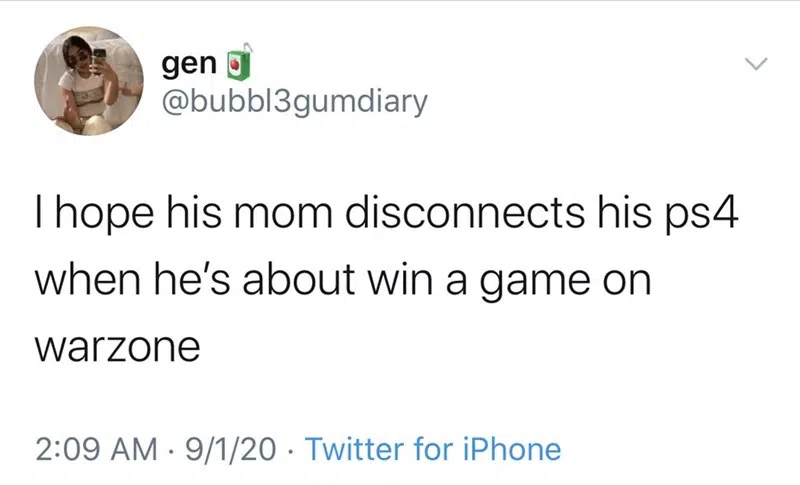 gen 🧃
@bubbl3gumdiary
I hope his mom disconnects his ps4
when he's about win a game on
warzone
2:09 AM · 9/1/20 · Twitter for iPhone